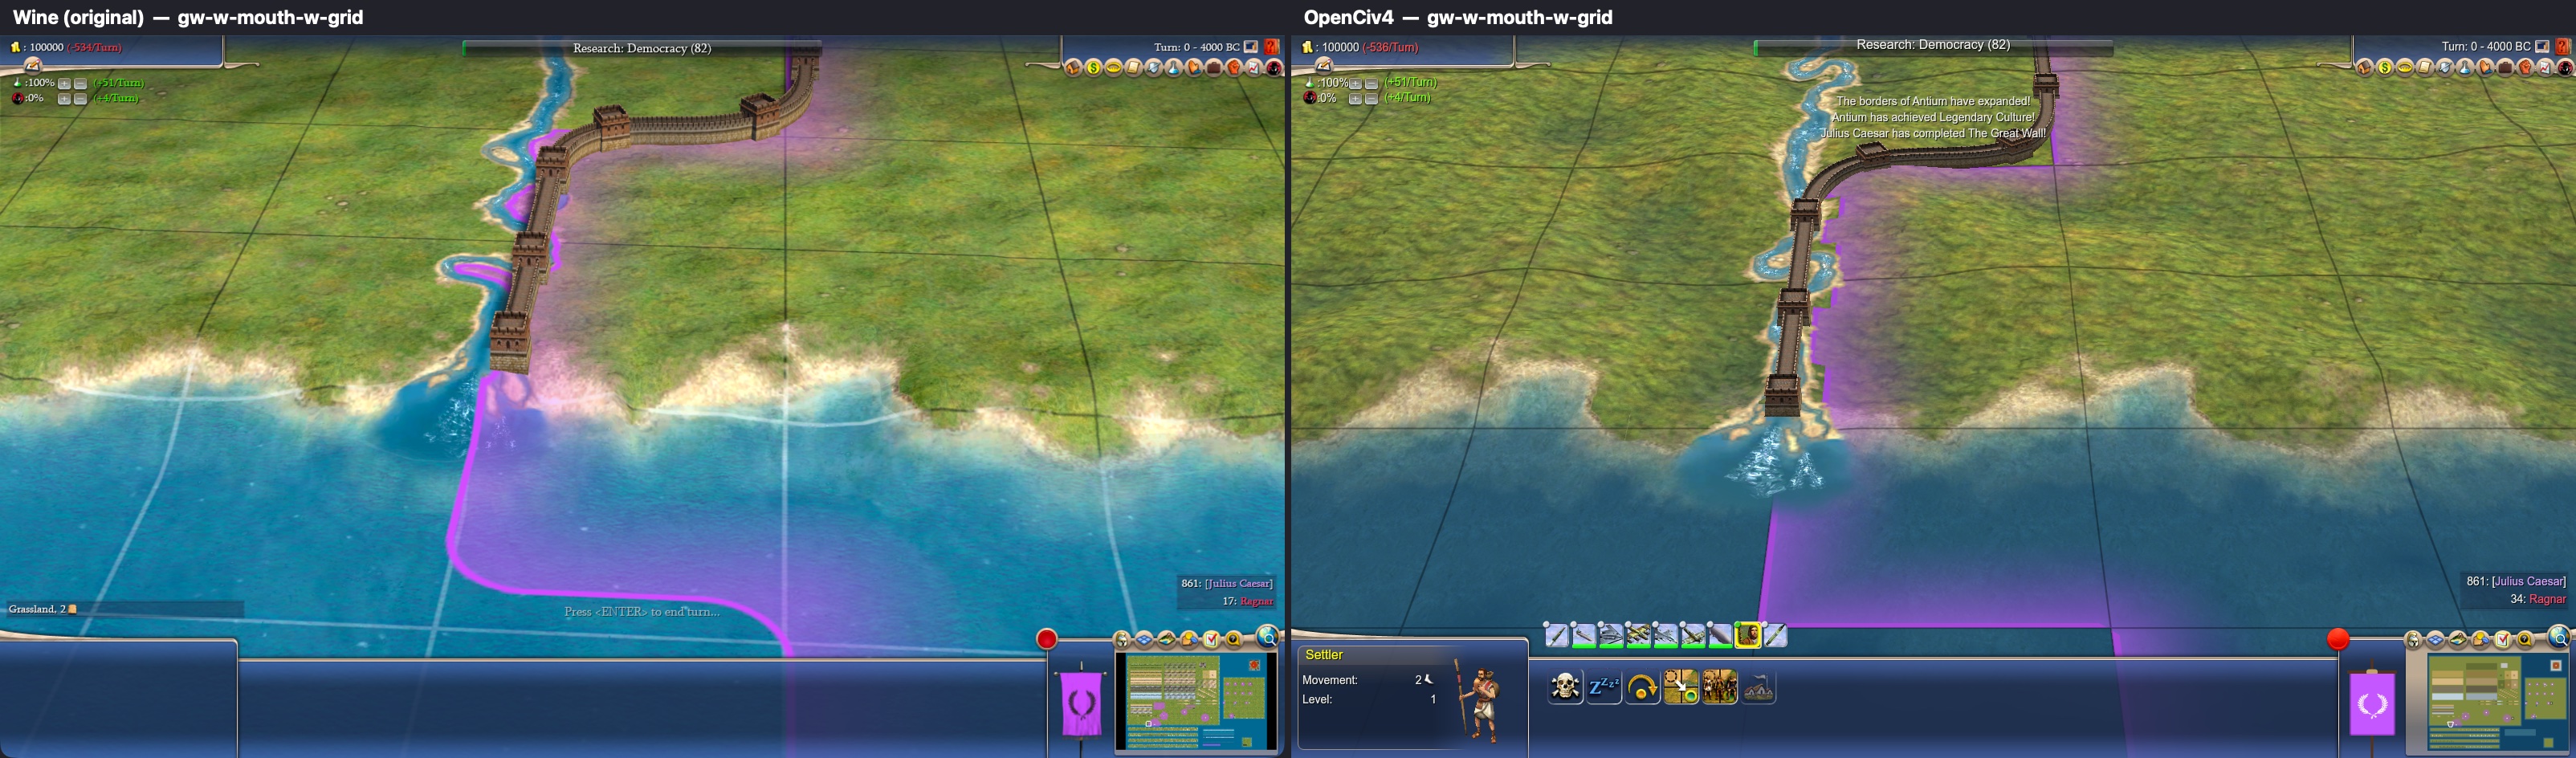 Wine (original) — gw-w-mouth-w-grid
: 100000 (-534/Turn)
Research: Democracy (82)
Turn: 0 - 4000 BC
:100% (+51/Turn)
:0% (+4/Turn)
861: [Julius Caesar]
17: Ragnar
Grassland, 2
Press <ENTER> to end turn...
OpenCiv4 — gw-w-mouth-w-grid
: 100000 (-536/Turn)
Research: Democracy (82)
Turn: 0 - 4000 BC
:100% (+51/Turn)
:0% (+4/Turn)
The borders of Antium have expanded!
Antium has achieved Legendary Culture!
Julius Caesar has completed The Great Wall!
861: [Julius Caesar]
34: Ragnar
Settler
Movement: 2
Level: 1
ZZZZ